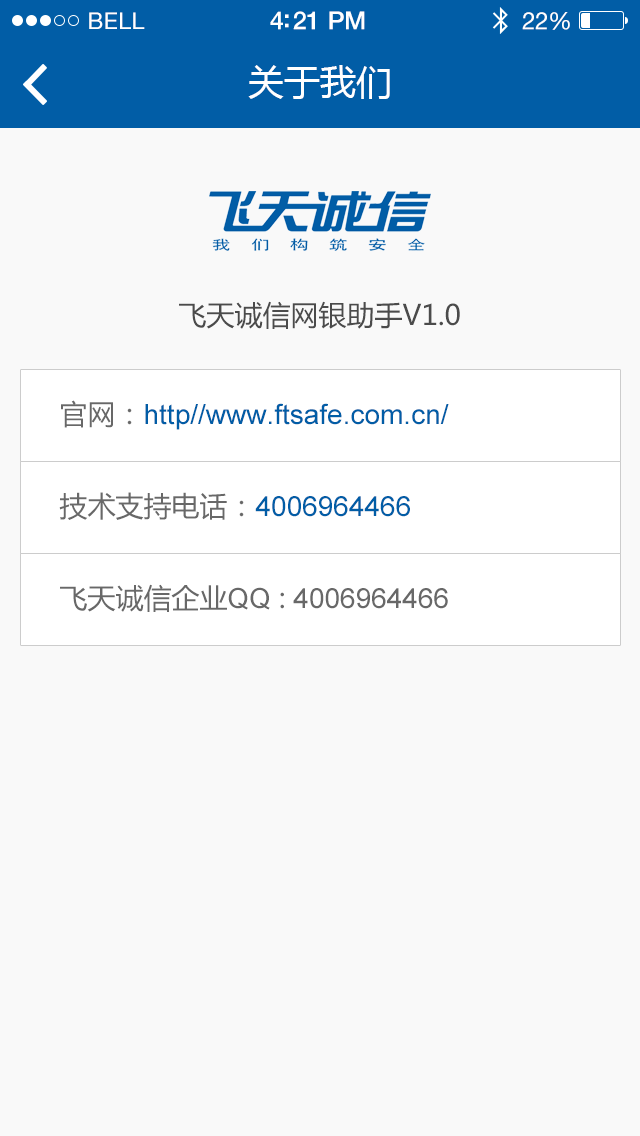 BELL 4:21 PM 22%
关于我们
飞天诚信
我们构筑安全
飞天诚信网银助手V1.0
官网：http//www.ftsafe.com.cn/
技术支持电话：4006964466
飞天诚信企业QQ : 4006964466